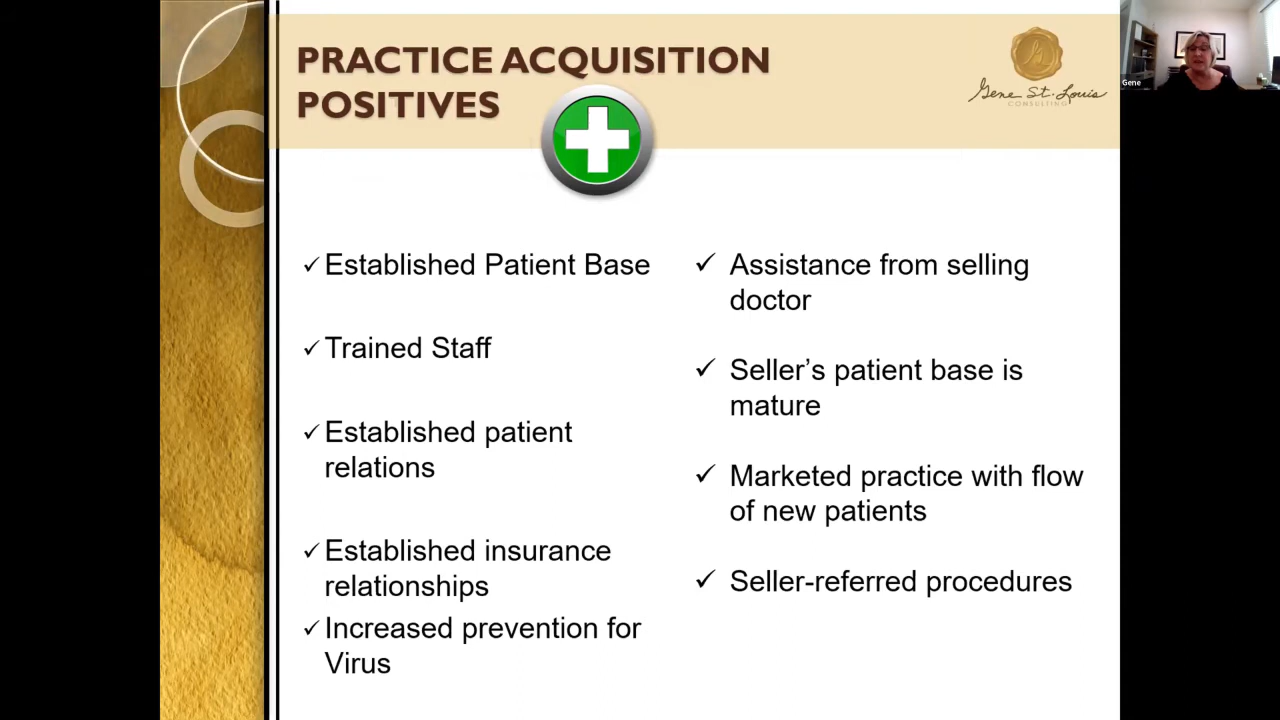 PRACTICE ACQUISITION
POSITIVES
Gene St. Louis
CONSULTING
Gene
✓Established Patient Base
✓Trained Staff
✓Established patient
relations
✓Established insurance
relationships
✓Increased prevention for
Virus
✓ Assistance from selling
doctor
✓ Seller’s patient base is
mature
✓ Marketed practice with flow
of new patients
✓ Seller-referred procedures